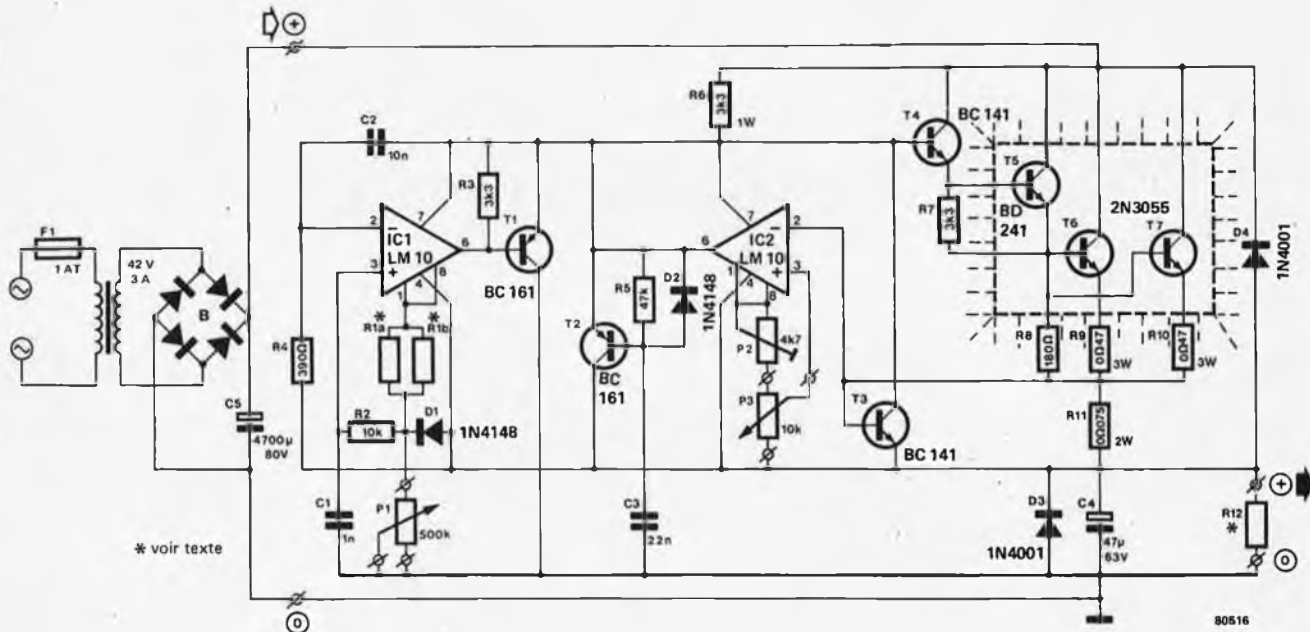 +
R6
3k3
1W
T4
BC 141
C2
10n
R3
3k3
T1
T5
BD
241
2N3055
R7
3k3
T6
T7
D4
1N4001
F1
1 AT
42 V
3 A
B
2
3
7
IC1
LM 10
6
1
4
8
BC 161
*
R1a
*
R1b
R5
47k
D2
1N4148
6
7
IC2
LM 10
2
3
1
4
8
T2
BC
161
P2
4k7
P3
10k
R8
180Ω
R9
0Ω47
3W
R10
0Ω47
3W
R4
390Ω
C5
4700µ
80V
R2
10k
D1
1N4148
T3
BC 141
R11
0Ω075
2W
C1
1n
P1
500k
C3
22n
D3
1N4001
C4
47µ
63V
+
R12
*
0
* voir texte
0
80516